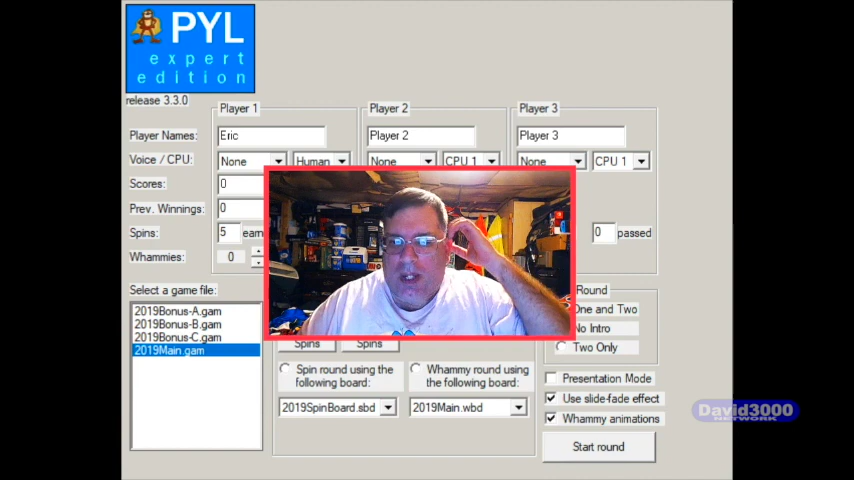 PYL
expert
edition
release 3.3.0
Player 1
Player 2
Player 3
Player Names:
Eric
Player 2
Player 3
Voice / CPU:
None
Human
None
CPU 1
None
CPU 1
Scores:
0
Prev. Winnings:
0
Spins:
5
0
passed
Whammies:
0
Select a game file:
Round
2019Bonus-A.gam
2019Bonus-B.gam
2019Bonus-C.gam
2019Main.gam
One and Two
No Intro
Two Only
Spins
Spins
Spin round using the
following board:
Whammy round using
the following board:
2019SpinBoard.sbd
2019Main.wbd
Presentation Mode
Use slide-fade effect
Whammy animations
Start round
David3000
NETWORK